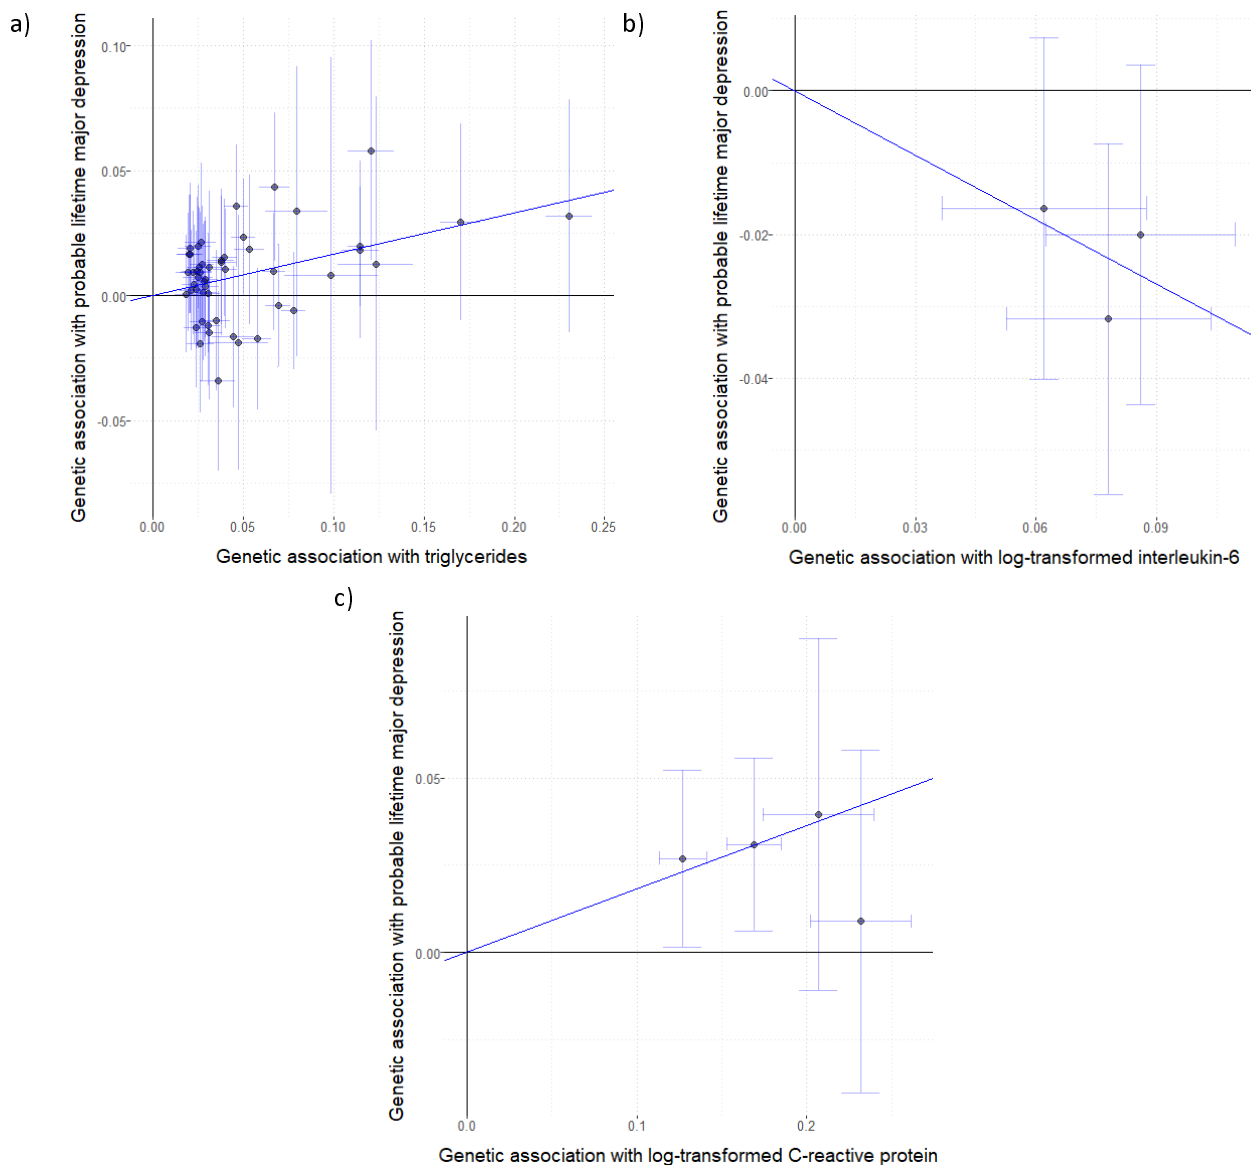 a)
Genetic association with probable lifetime major depression
0.10
0.05
0.00
-0.05
0.00 0.05 0.10 0.15 0.20 0.25
Genetic association with triglycerides
b)
Genetic association with probable lifetime major depression
0.00
-0.02
-0.04
0.00 0.03 0.06 0.09
Genetic association with log-transformed interleukin-6
c)
Genetic association with probable lifetime major depression
0.05
0.00
0.0 0.1 0.2
Genetic association with log-transformed C-reactive protein